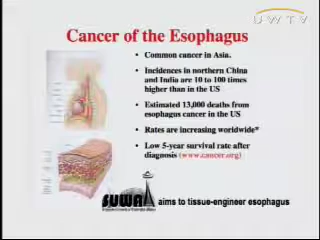 UWTV
Cancer of the Esophagus
• Common cancer in Asia.
• Incidences in northern China
and India are 10 to 100 times
higher than in the US
• Estimated 13,000 deaths from
esophagus cancer in the US
• Rates are increasing worldwide*
• Low 5-year survival rate after
diagnosis (www.cancer.org)
SUWA
aims to tissue-engineer esophagus